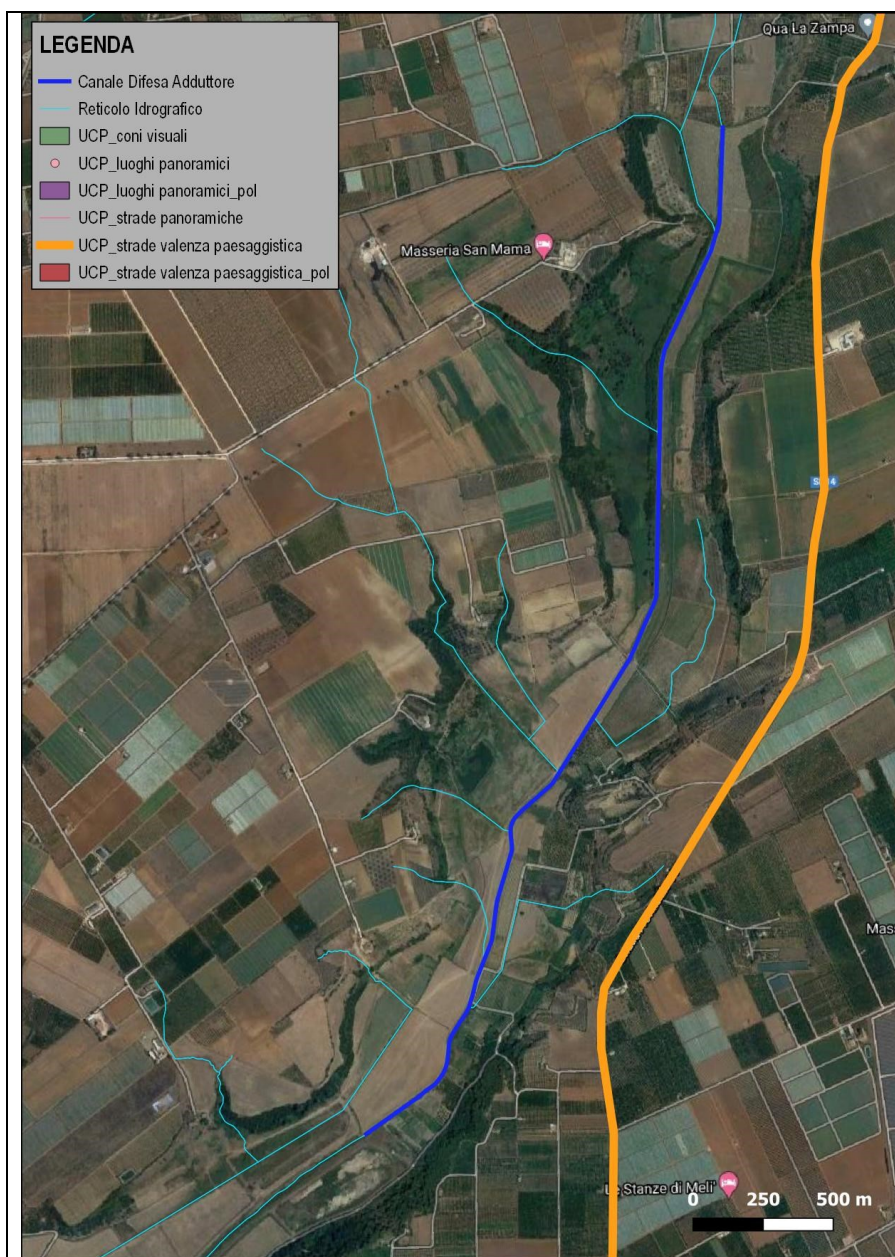 LEGENDA
Canale Difesa Adduttore
Reticolo Idrografico
UCP_coni visuali
UCP_luoghi panoramici
UCP_luoghi panoramici_pol
UCP_strade panoramiche
UCP_strade valenza paesaggistica
UCP_strade valenza paesaggistica_pol
Qua La Zampa
Masseria San Mama
Mas
Le Stanze di Meli'
0 250 500 m